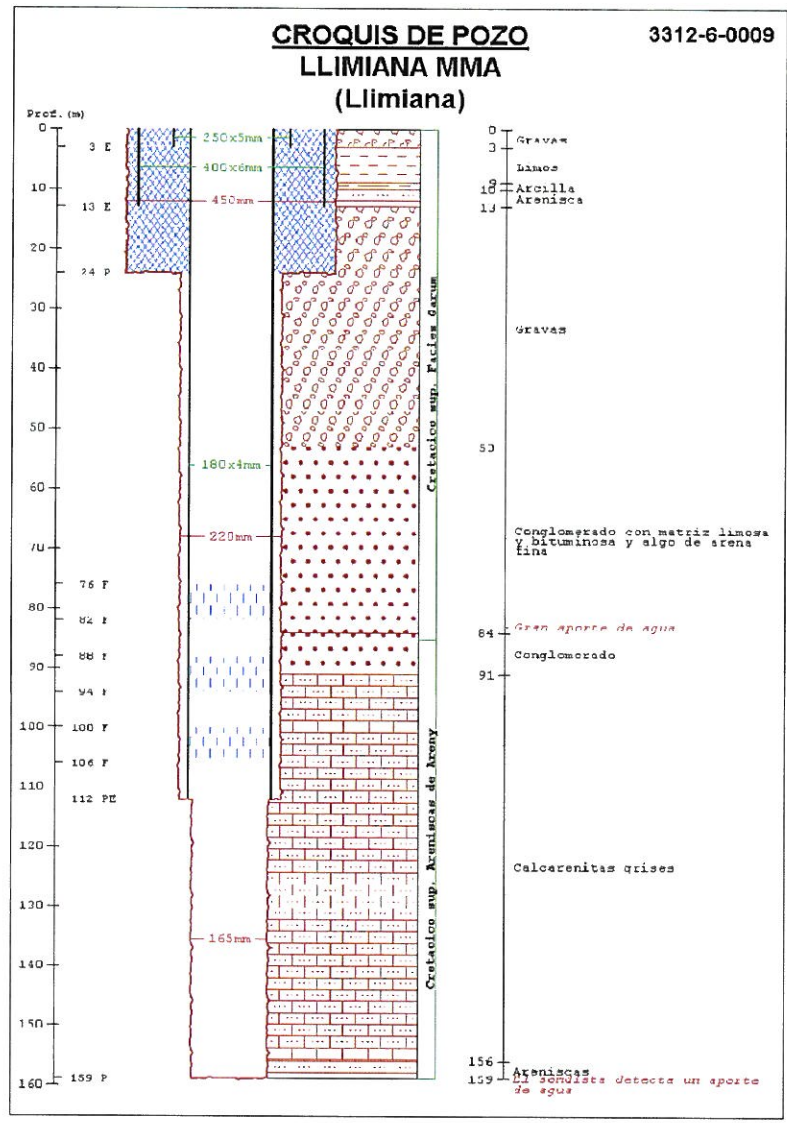 CROQUIS DE POZO
3312-6-0009
LLIMIANA MMA
(Llimiana)
Prof. (m)
0
10
20
30
40
50
60
70
80
90
100
110
120
130
140
150
160
3 E
13 E
24 P
76 F
82 F
88 F
94 F
100 F
106 F
112 PE
159 P
250x5mm
400x6mm
450mm
180x4mm
220mm
165mm
Cretacico sup. Facies Garum
Cretacico sup. Areniscas de Areny
0
Gravas
3
Limos
9
10
Arcilla
Arenisca
13
Gravas
53
Conglomerado con matriz limosa
y bituminosa y algo de arena
fina
Gran aporte de agua
84
Conglomerado
91
Calcarenitas grises
156
Areniscas
159
El sondista detecta un aporte
de agua